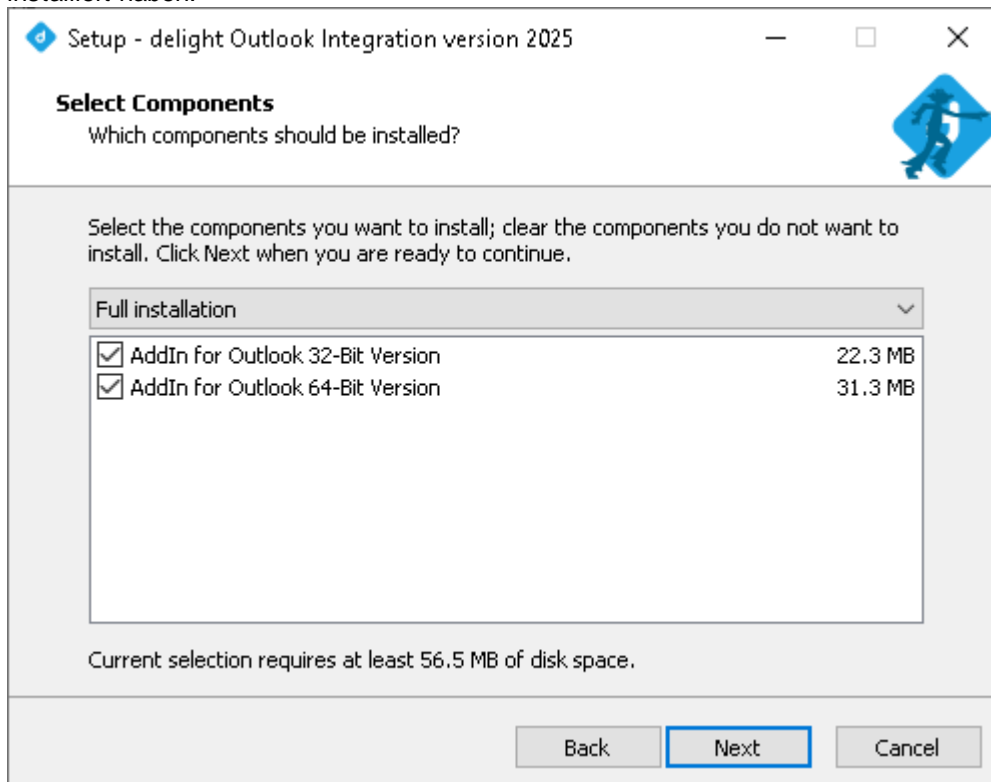 installiert haben.
Setup - delight Outlook Integration version 2025
Select Components
Which components should be installed?
Select the components you want to install; clear the components you do not want to
install. Click Next when you are ready to continue.
Full installation
AddIn for Outlook 32-Bit Version 22.3 MB
AddIn for Outlook 64-Bit Version 31.3 MB
Current selection requires at least 56.5 MB of disk space.
Back Next Cancel